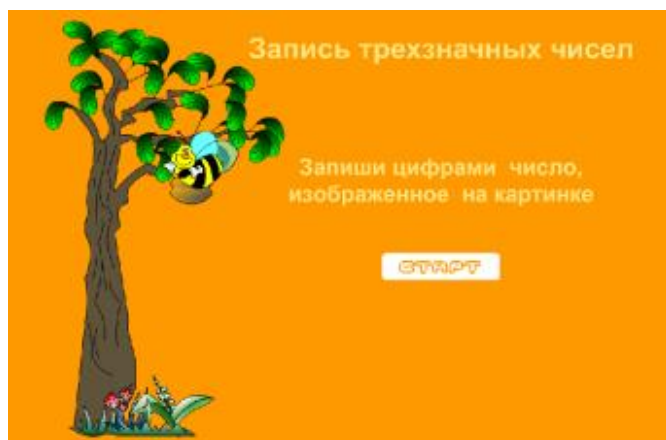 Запись трехзначных чисел
Запиши цифрами число,
изображенное на картинке
СТАРТ